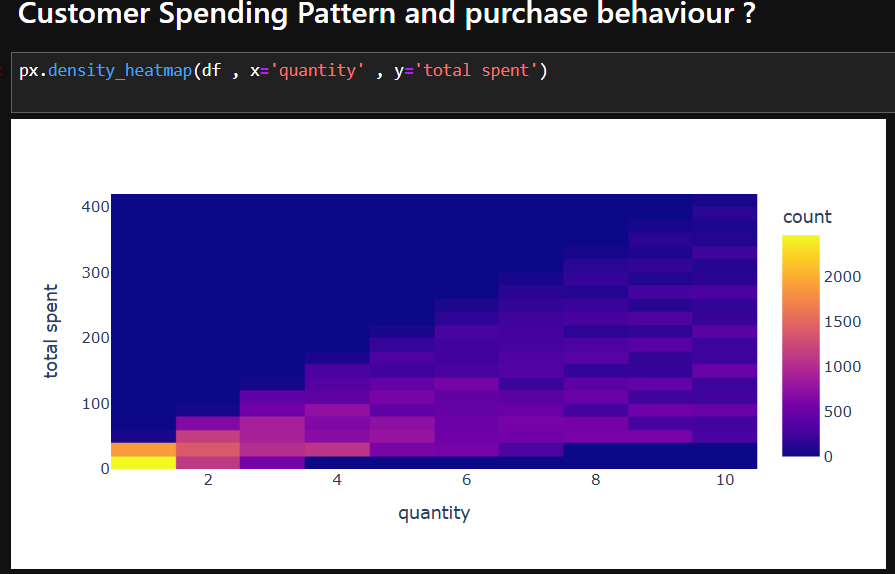 Customer Spending Pattern and purchase behaviour ?
px.density_heatmap(df , x='quantity' , y='total spent')
count
400
300
200
100
0
total spent
2000
1500
1000
500
0
2 4 6 8 10
quantity